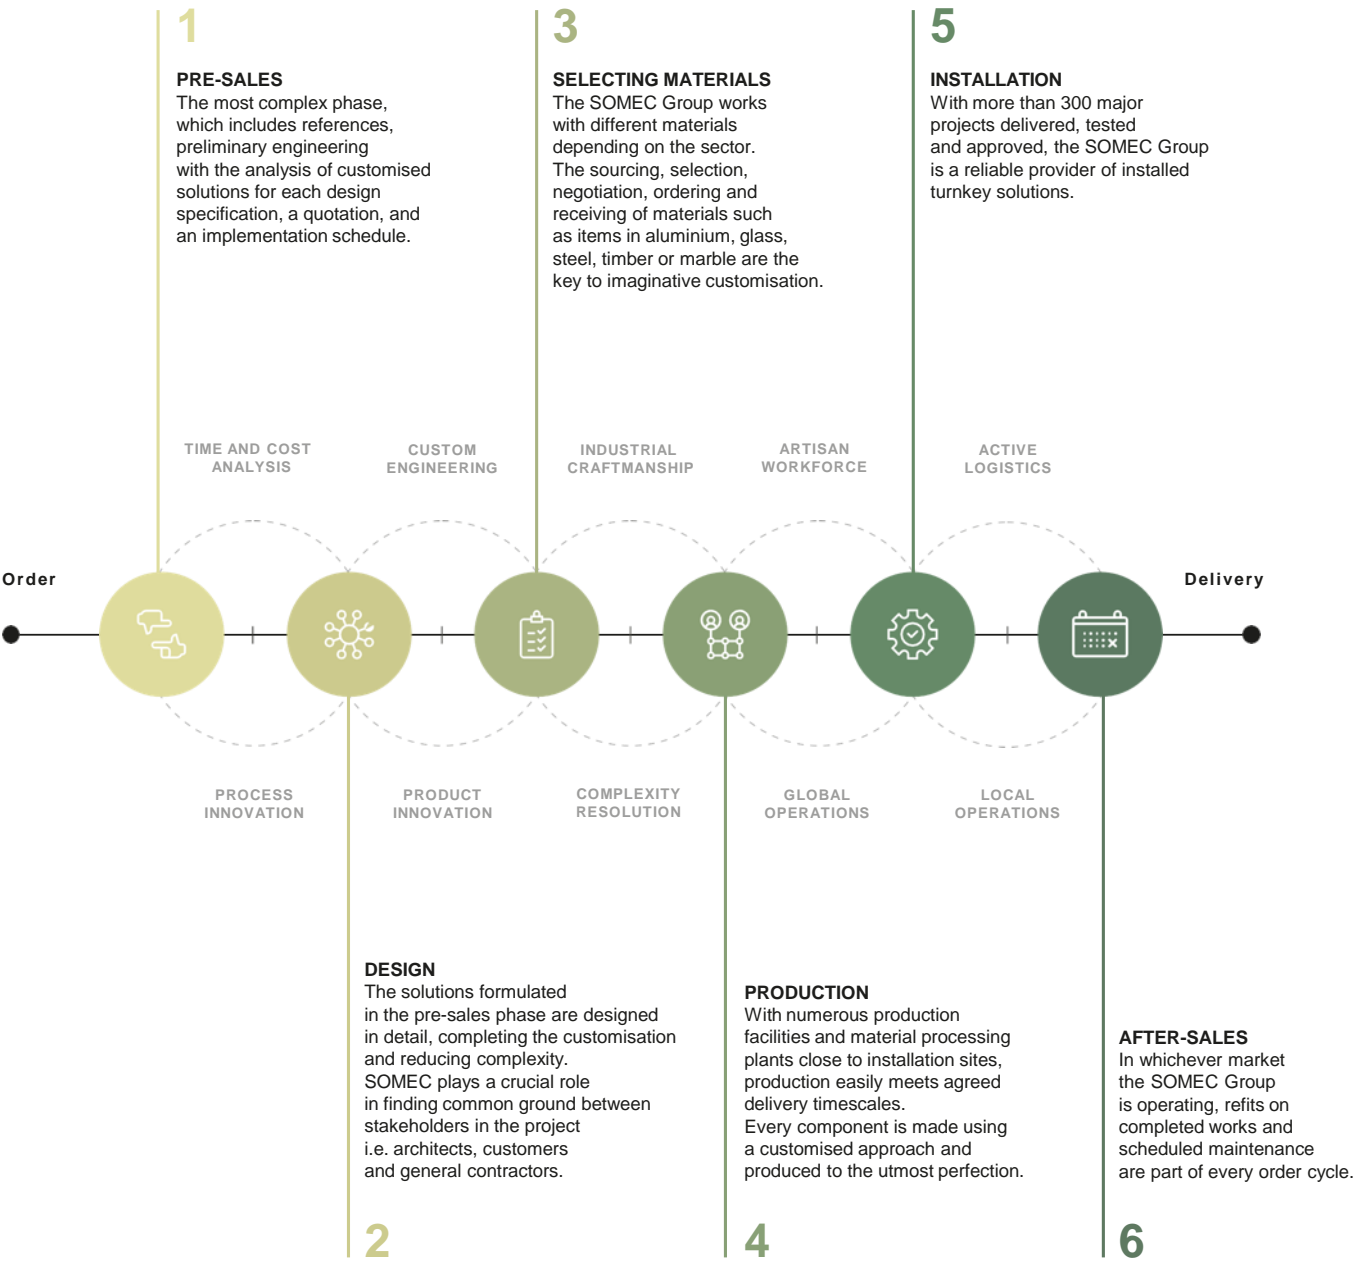 1
PRE-SALES
The most complex phase,
which includes references,
preliminary engineering
with the analysis of customised
solutions for each design
specification, a quotation, and
an implementation schedule.
3
SELECTING MATERIALS
The SOMEC Group works
with different materials
depending on the sector.
The sourcing, selection,
negotiation, ordering and
receiving of materials such
as items in aluminium, glass,
steel, timber or marble are the
key to imaginative customisation.
5
INSTALLATION
With more than 300 major
projects delivered, tested
and approved, the SOMEC Group
is a reliable provider of installed
turnkey solutions.
TIME AND COST
ANALYSIS
CUSTOM
ENGINEERING
INDUSTRIAL
CRAFTMANSHIP
ARTISAN
WORKFORCE
ACTIVE
LOGISTICS
Order
Delivery
PROCESS
INNOVATION
PRODUCT
INNOVATION
COMPLEXITY
RESOLUTION
GLOBAL
OPERATIONS
LOCAL
OPERATIONS
DESIGN
The solutions formulated
in the pre-sales phase are designed
in detail, completing the customisation
and reducing complexity.
SOMEC plays a crucial role
in finding common ground between
stakeholders in the project
i.e. architects, customers
and general contractors.
2
PRODUCTION
With numerous production
facilities and material processing
plants close to installation sites,
production easily meets agreed
delivery timescales.
Every component is made using
a customised approach and
produced to the utmost perfection.
4
AFTER-SALES
In whichever market
the SOMEC Group
is operating, refits on
completed works and
scheduled maintenance
are part of every order cycle.
6